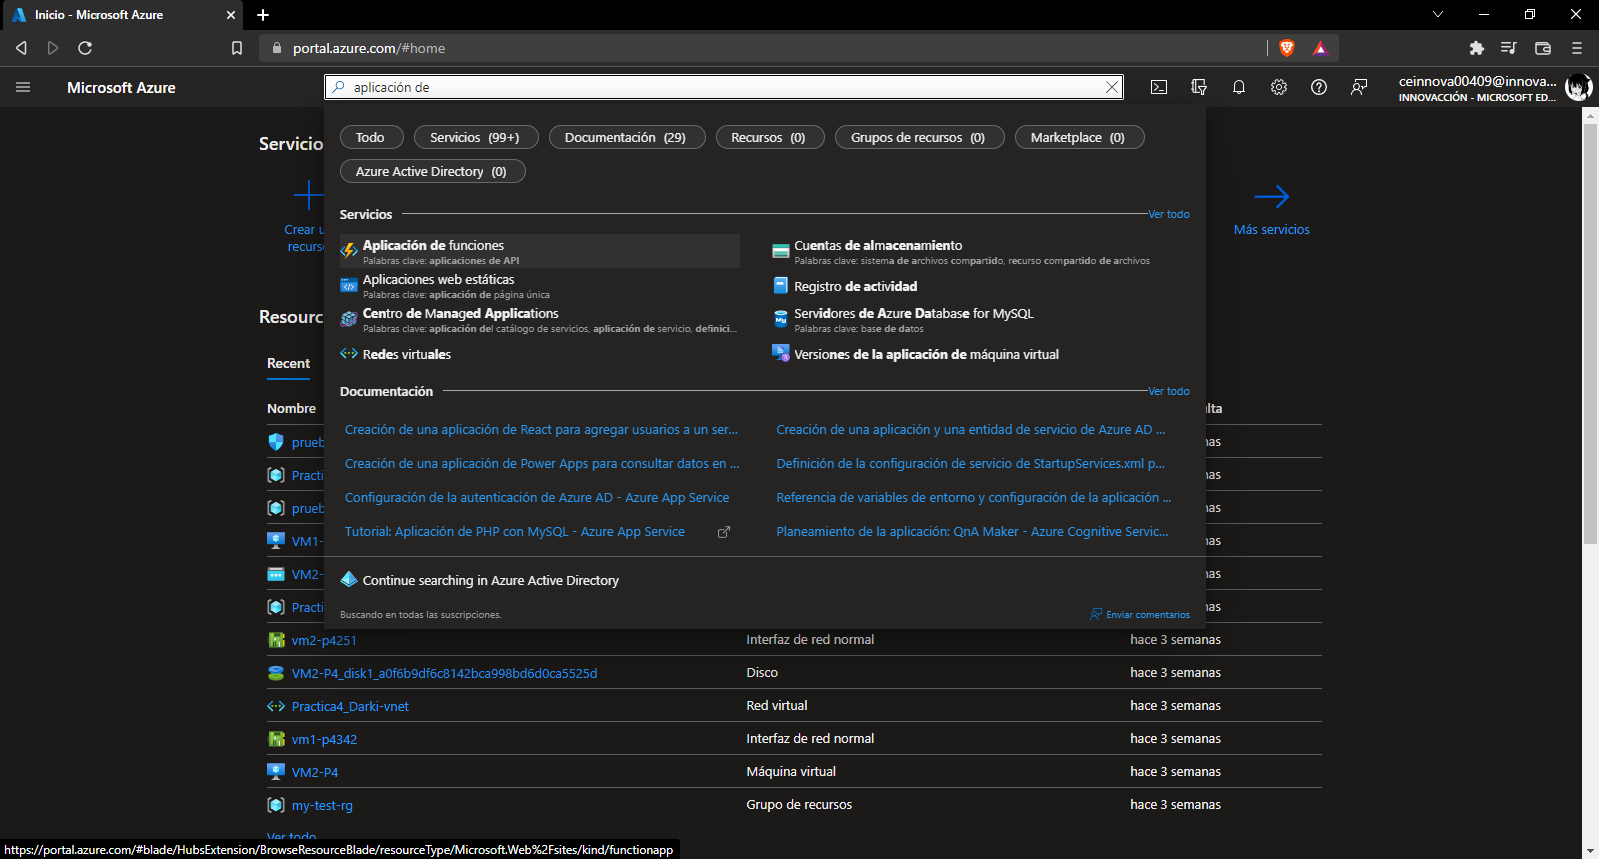 Inicio - Microsoft Azure
portal.azure.com/#home
Microsoft Azure
aplicación de
ceinnova00409@innova...
INNOVACCIÓN - MICROSOFT ED...
Todo
Servicios (99+)
Documentación (29)
Recursos (0)
Grupos de recursos (0)
Marketplace (0)
Azure Active Directory (0)
Servicio
Crear u
recurs
Más servicios
Servicios
Ver todo
Aplicación de funciones
Palabras clave: aplicaciones de API
Cuentas de almacenamiento
Palabras clave: sistema de archivos compartido, recurso compartido de archivos
Aplicaciones web estáticas
Palabras clave: aplicación de página única
Registro de actividad
Centro de Managed Applications
Palabras clave: aplicación del catálogo de servicios, aplicación de servicio, definici...
Servidores de Azure Database for MySQL
Palabras clave: base de datos
Redes virtuales
Versiones de la aplicación de máquina virtual
Resourc
Recent
Documentación
Ver todo
Creación de una aplicación de React para agregar usuarios a un ser...
Creación de una aplicación y una entidad de servicio de Azure AD ...
Creación de una aplicación de Power Apps para consultar datos en ...
Definición de la configuración de servicio de StartupServices.xml p...
Configuración de la autenticación de Azure AD - Azure App Service
Referencia de variables de entorno y configuración de la aplicación ...
Tutorial: Aplicación de PHP con MySQL - Azure App Service
Planeamiento de la aplicación: QnA Maker - Azure Cognitive Servic...
Continue searching in Azure Active Directory
Buscando en todas las suscripciones.
Enviar comentarios
Nombre
lta
prueb
nas
Practi
nas
prueb
nas
VM1-
nas
VM2-
nas
Practi
nas
vm2-p4251 Interfaz de red normal hace 3 semanas
VM2-P4_disk1_a0f6b9df6c8142bca998bd6d0ca5525d Disco hace 3 semanas
Practica4_Darki-vnet Red virtual hace 3 semanas
vm1-p4342 Interfaz de red normal hace 3 semanas
VM2-P4 Máquina virtual hace 3 semanas
my-test-rg Grupo de recursos hace 3 semanas
Ver todo
https://portal.azure.com/#blade/HubsExtension/BrowseResourceBlade/resourceType/Microsoft.Web%2Fsites/kind/functionapp